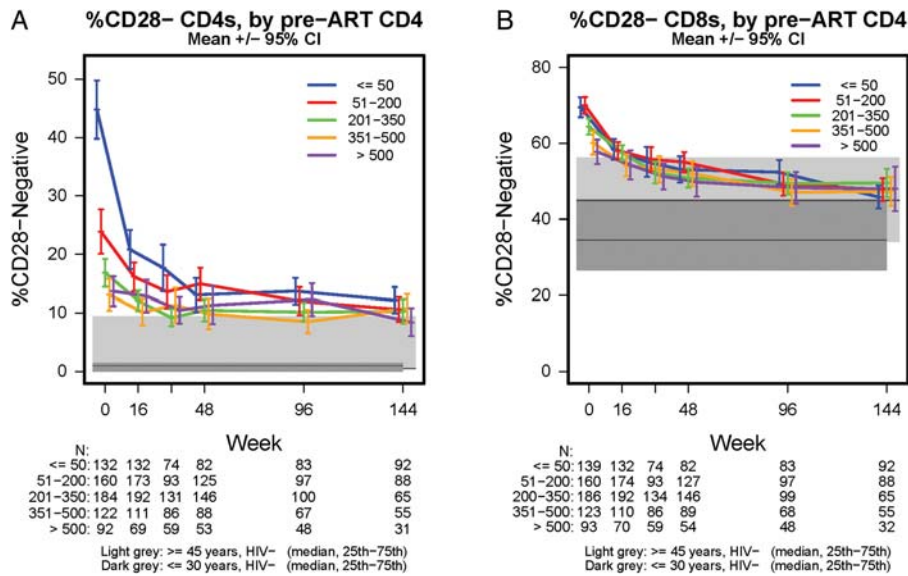 A
%CD28− CD4s, by pre−ART CD4
Mean +/− 95% CI
%CD28−Negative
50
40
30
20
10
0
<= 50
51−200
201−350
351−500
> 500
0 16 48 96 144
Week
N:
<= 50: 132 132 74 82 83 92
51−200: 160 173 93 125 97 88
201−350: 184 192 131 146 100 65
351−500: 122 111 86 88 67 55
> 500: 92 69 59 53 48 31
Light grey: >= 45 years, HIV− (median, 25th−75th)
Dark grey: <= 30 years, HIV− (median, 25th−75th)
B
%CD28− CD8s, by pre−ART CD4
Mean +/− 95% CI
%CD28−Negative
80
60
40
20
0
<= 50
51−200
201−350
351−500
> 500
0 16 48 96 144
Week
N:
<= 50: 139 132 74 82 83 92
51−200: 160 174 93 127 97 88
200−350: 186 192 134 146 99 65
351−500: 123 110 86 89 68 55
> 500: 93 70 59 54 48 32
Light grey: >= 45 years, HIV− (median, 25th−75th)
Dark grey: <= 30 years, HIV− (median, 25th−75th)